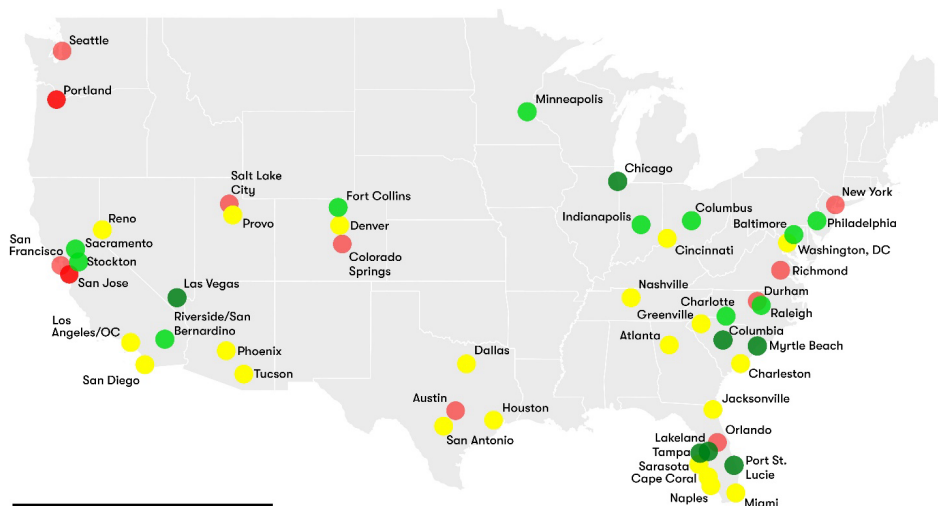 Seattle
Portland
Minneapolis
Chicago
Salt Lake
City
Provo
Fort Collins
Denver
Colorado
Springs
New York
Columbus
Indianapolis
Baltimore
Philadelphia
Cincinnati
Washington, DC
Reno
San
Francisco
Sacramento
Stockton
San Jose
Las Vegas
Richmond
Nashville
Durham
Charlotte
Raleigh
Greenville
Los
Angeles/OC
Riverside/San
Bernardino
Atlanta
Columbia
Myrtle Beach
Phoenix
Dallas
Tucson
San Diego
Charleston
Austin
Houston
San Antonio
Jacksonville
Orlando
Lakeland
Tampa
Port St.
Lucie
Sarasota
Cape Coral
Naples
Miami